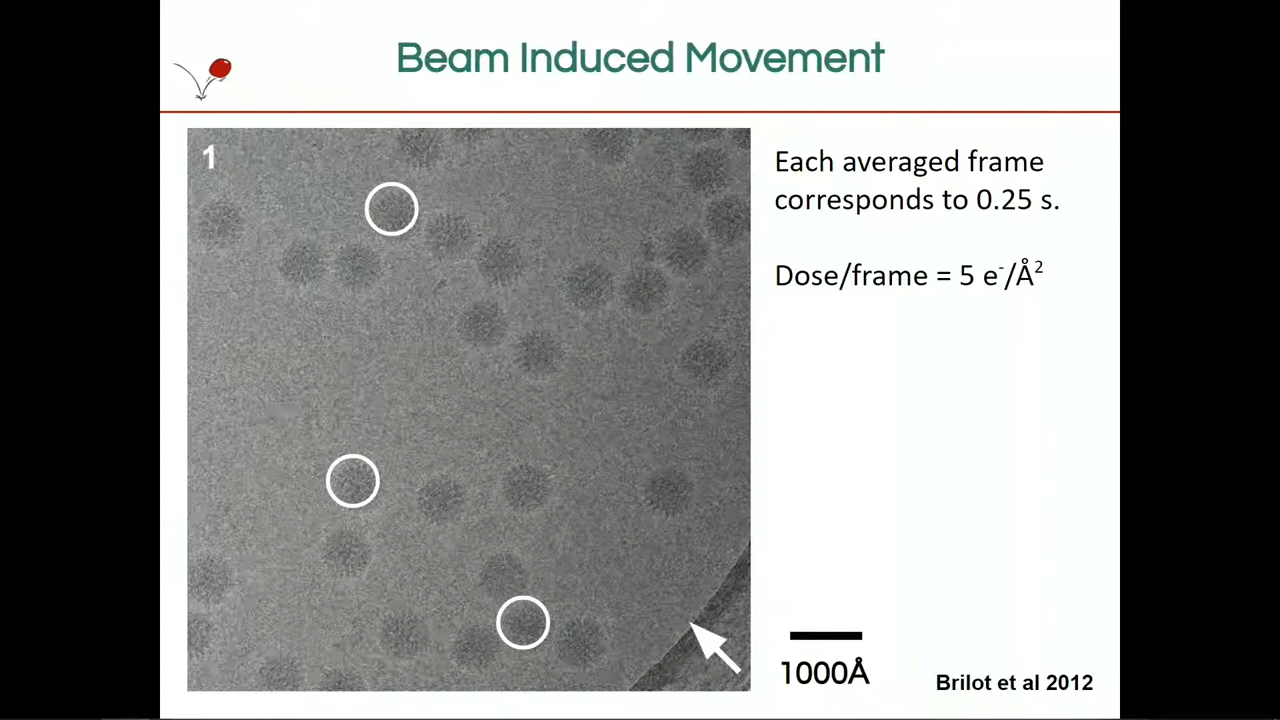 Beam Induced Movement
1
Each averaged frame
corresponds to 0.25 s.
Dose/frame = 5 e⁻/Å²
1000Å
Brilot et al 2012